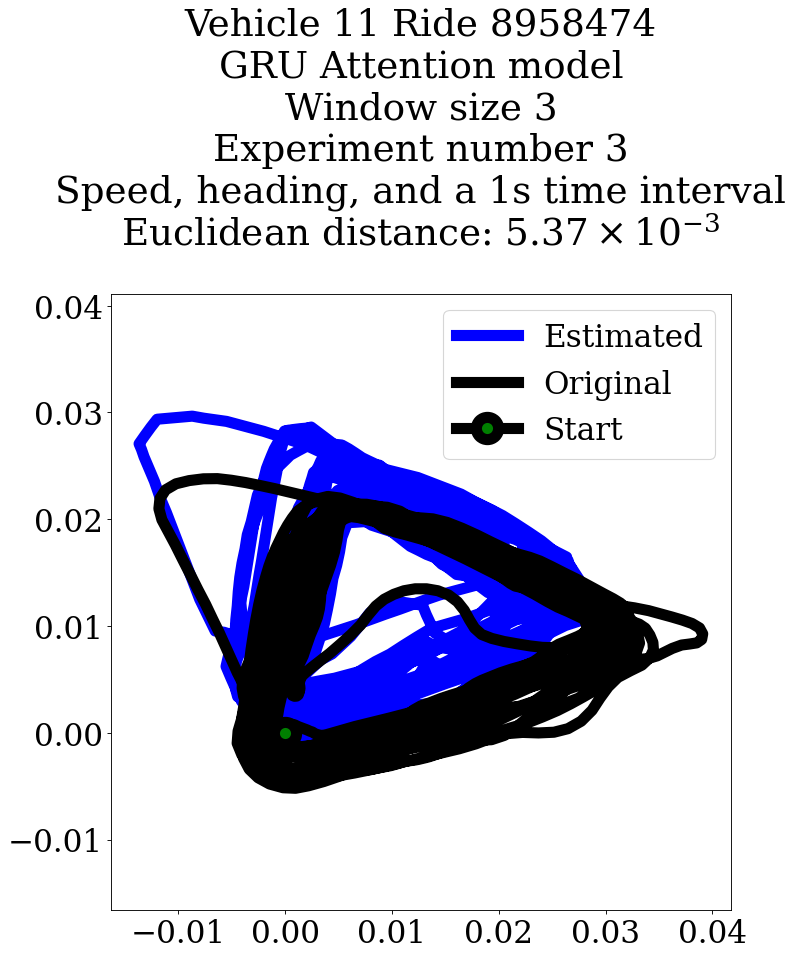 Vehicle 11 Ride 8958474
GRU Attention model
Window size 3
Experiment number 3
Speed, heading, and a 1s time interval
Euclidean distance: 5.37 × 10⁻³
0.04
0.03
0.02
0.01
0.00
−0.01
Estimated
Original
Start
−0.01 0.00 0.01 0.02 0.03 0.04